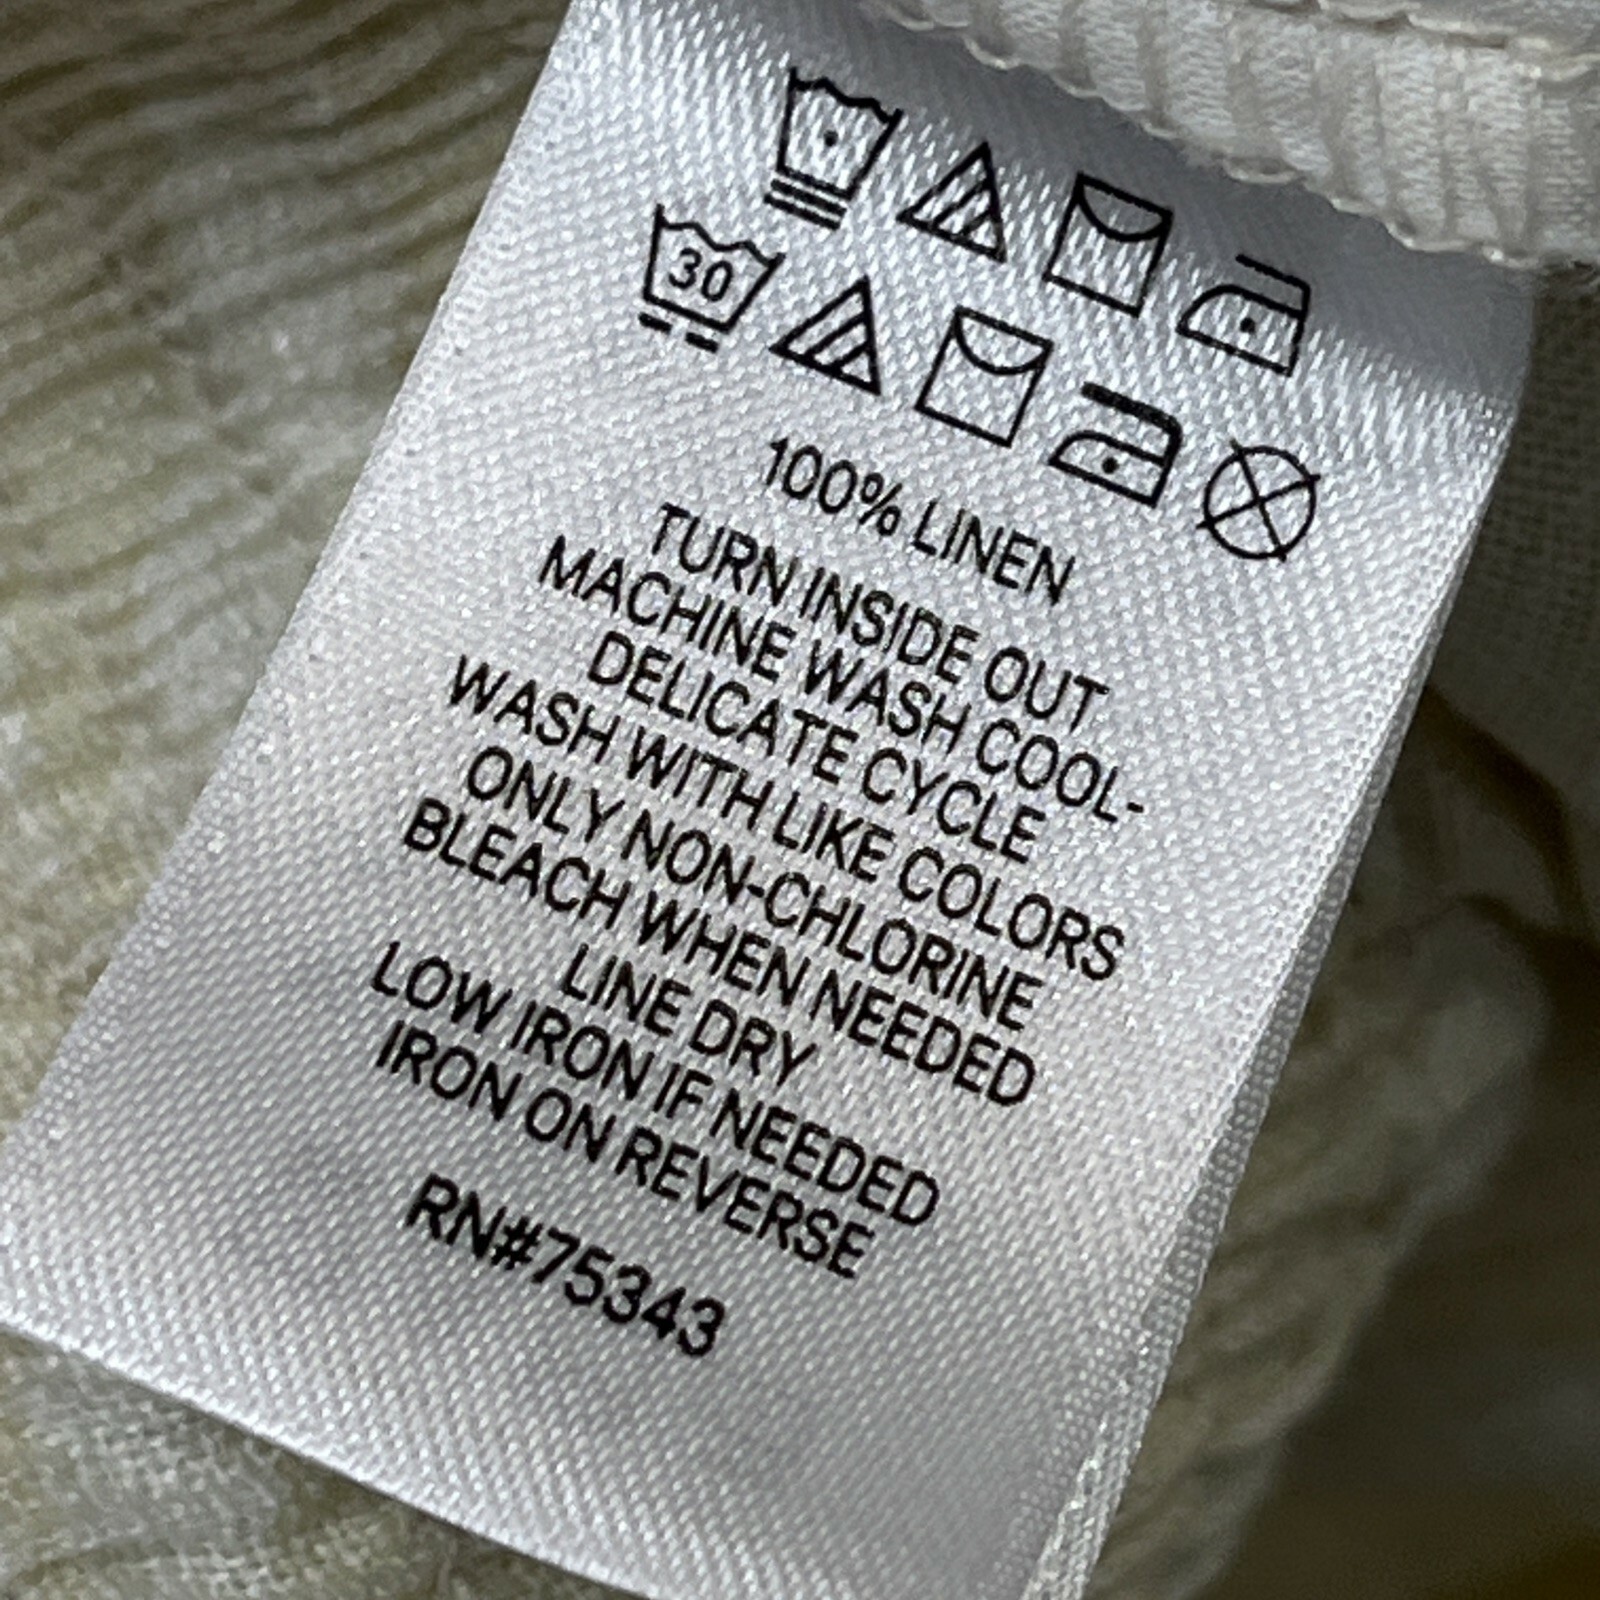 30
100% LINEN
TURN INSIDE OUT
MACHINE WASH COOL-
DELICATE CYCLE
WASH WITH LIKE COLORS
ONLY NON-CHLORINE
BLEACH WHEN NEEDED
LINE DRY
LOW IRON IF NEEDED
IRON ON REVERSE
RN#75343